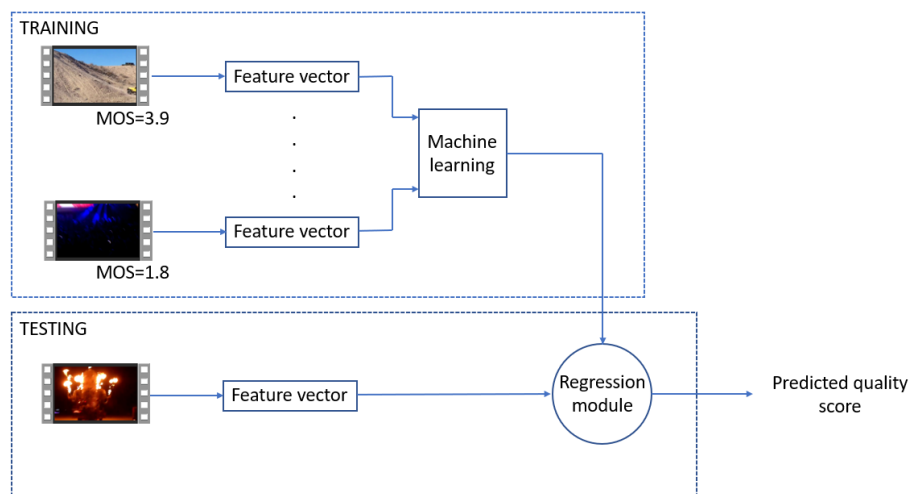 TRAINING
Feature vector
MOS=3.9
Machine
learning
Feature vector
MOS=1.8
TESTING
Feature vector
Regression
module
Predicted quality
score